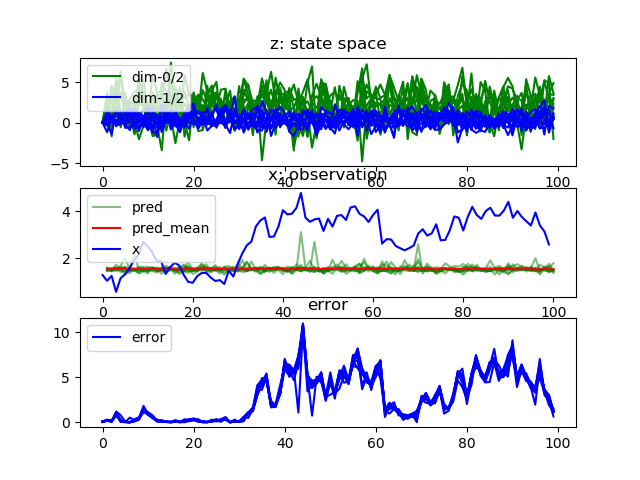 z: state space
5
0
−5
dim-0/2
dim-1/2
0 20 40 60 80 100
x: observation
4
2
pred
pred_mean
x
0 20 40 60 80 100
error
10
5
0
error
0 20 40 60 80 100